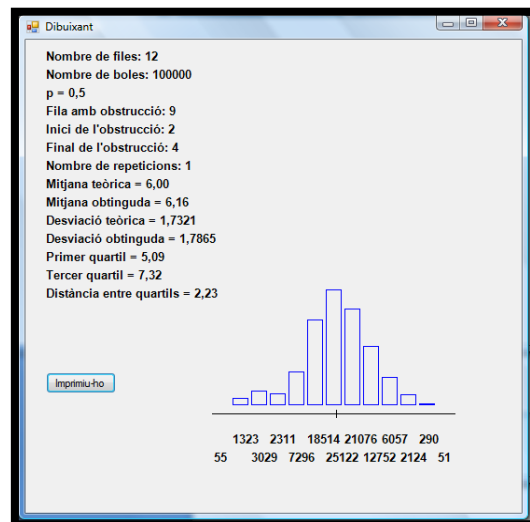 Dibuixant
Nombre de files: 12
Nombre de boles: 100000
p = 0,5
Fila amb obstrucció: 9
Inici de l'obstrucció: 2
Final de l'obstrucció: 4
Nombre de repeticions: 1
Mitjana teòrica = 6,00
Mitjana obtinguda = 6,16
Desviació teòrica = 1,7321
Desviació obtinguda = 1,7865
Primer quartil = 5,09
Tercer quartil = 7,32
Distància entre quartils = 2,23
Imprimiu-ho
1323 2311 18514 21076 6057 290
55 3029 7296 25122 12752 2124 51